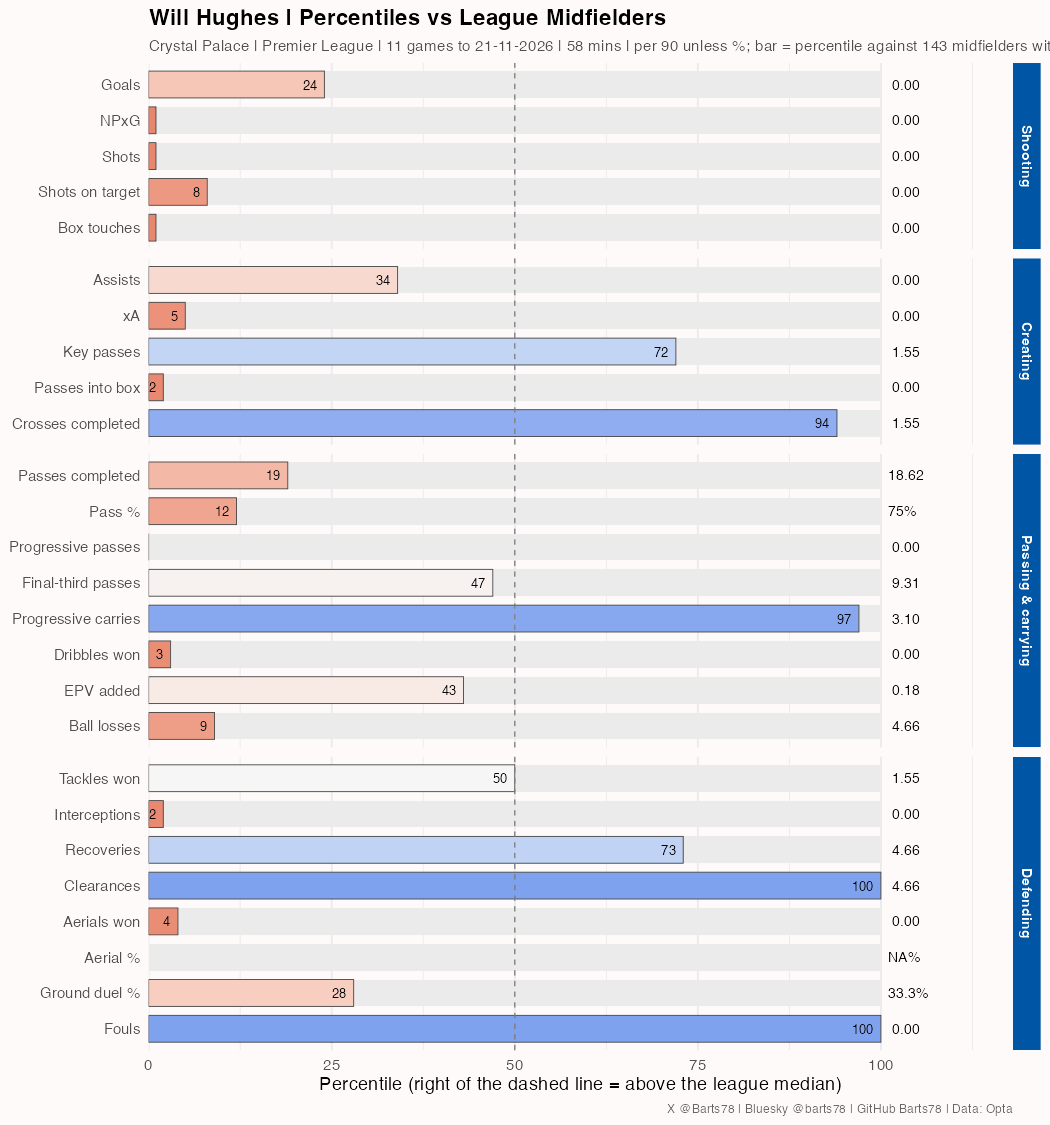 Will Hughes | Percentiles vs League Midfielders
Crystal Palace | Premier League | 11 games to 21-11-2026 | 58 mins | per 90 unless %; bar = percentile against 143 midfielders wit
Shooting
Goals 24 0.00
NPxG 0.00
Shots 0.00
Shots on target 8 0.00
Box touches 0.00
Creating
Assists 34 0.00
xA 5 0.00
Key passes 72 1.55
Passes into box 2 0.00
Crosses completed 94 1.55
Passing & carrying
Passes completed 19 18.62
Pass % 12 75%
Progressive passes 0.00
Final-third passes 47 9.31
Progressive carries 97 3.10
Dribbles won 3 0.00
EPV added 43 0.18
Ball losses 9 4.66
Defending
Tackles won 50 1.55
Interceptions 2 0.00
Recoveries 73 4.66
Clearances 100 4.66
Aerials won 4 0.00
Aerial % NA%
Ground duel % 28 33.3%
Fouls 100 0.00
0 25 50 75 100
Percentile (right of the dashed line = above the league median)
X @Barts78 | Bluesky @barts78 | GitHub Barts78 | Data: Opta